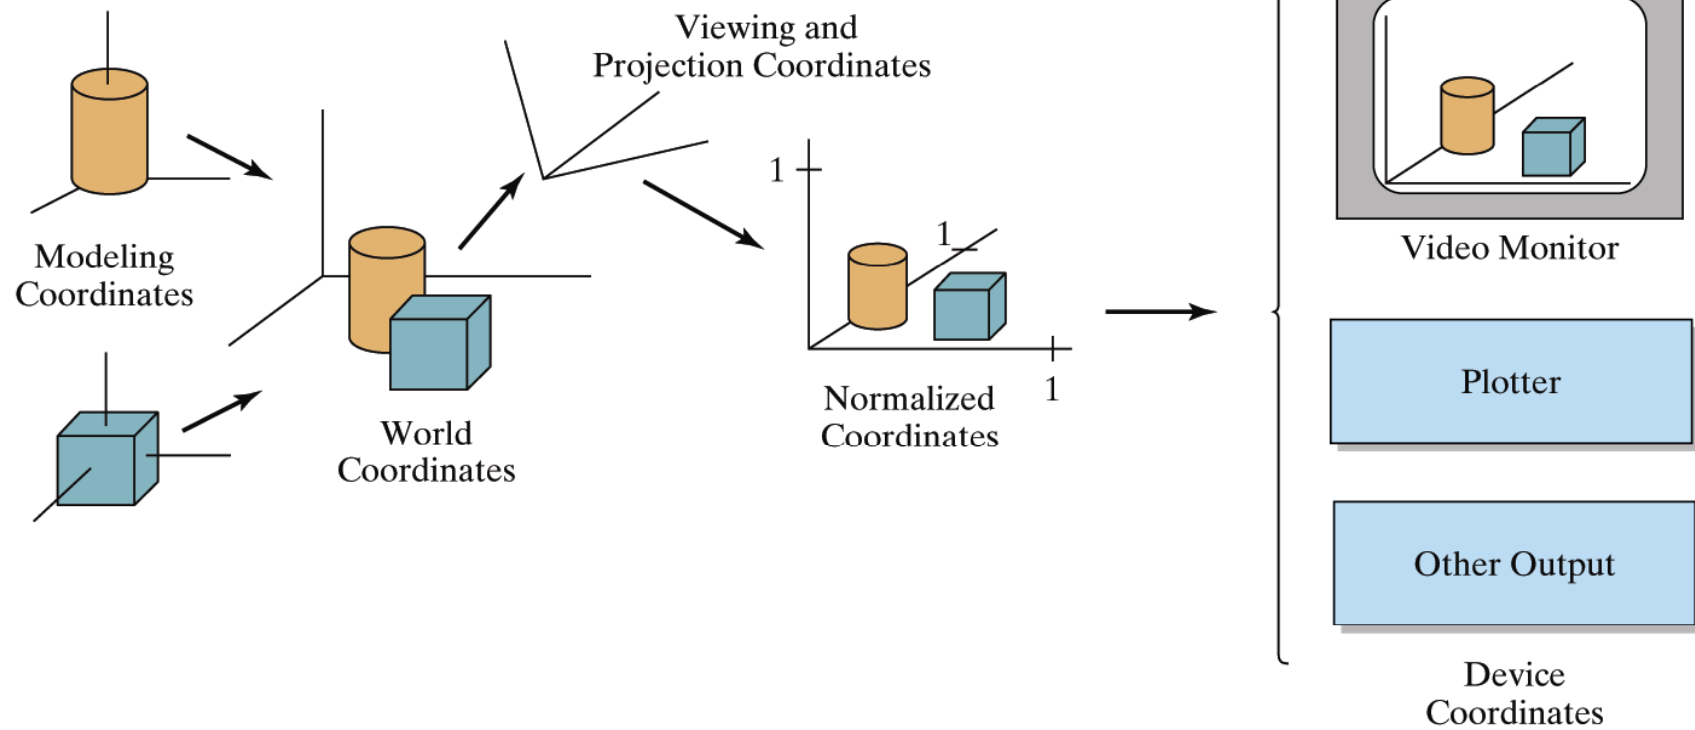 Viewing and
Projection Coordinates
Modeling
Coordinates
World
Coordinates
1
1
1
Normalized
Coordinates
Video Monitor
Plotter
Other Output
Device
Coordinates